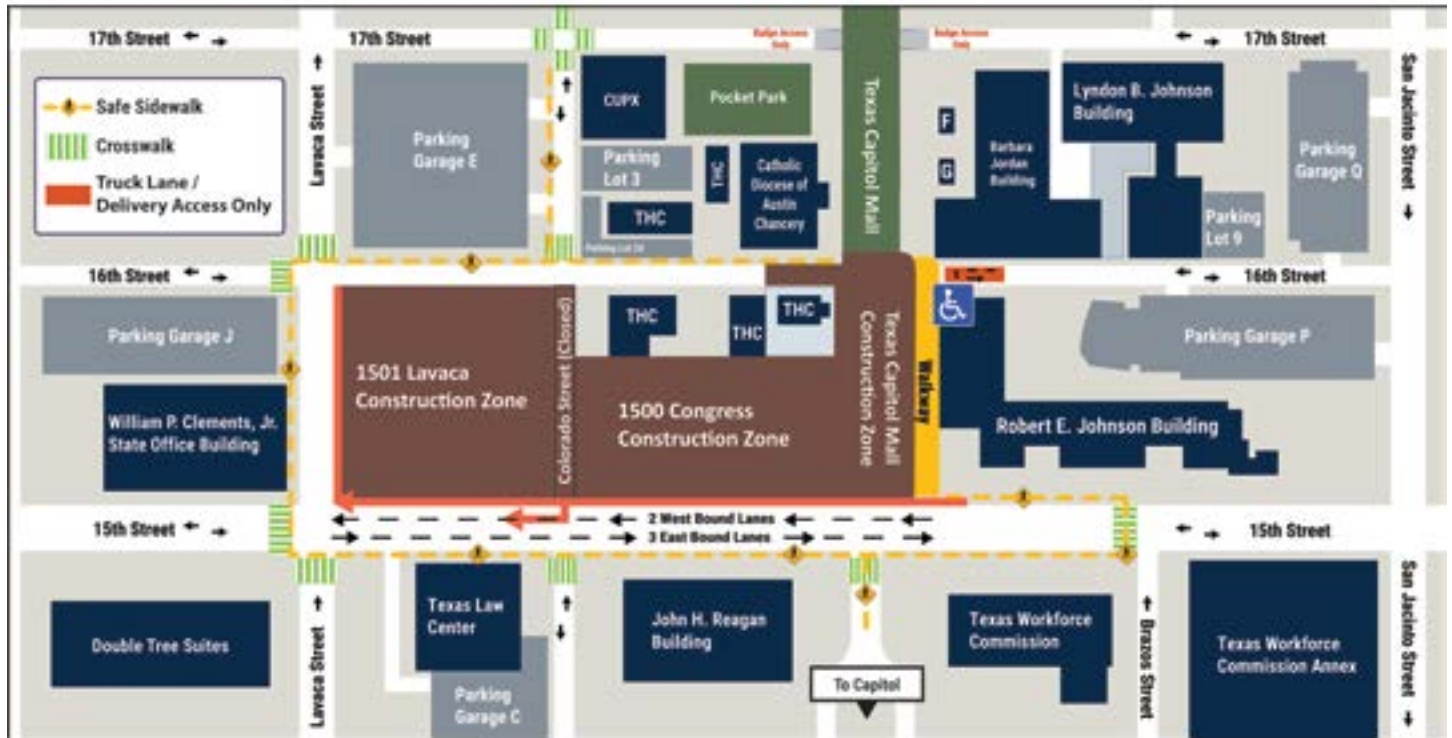 17th Street
17th Street
Badge Access
Only
Badge Access
Only
17th Street
Safe Sidewalk
Crosswalk
Truck Lane /
Delivery Access Only
Lavaca Street
Parking
Garage E
CUPX
Pocket Park
Parking
Lot 3
THC
THC
Catholic
Diocese of
Austin
Chancery
Texas Capitol Mall
F
G
Barbara
Jordan
Building
Lyndon B. Johnson
Building
Parking
Lot 9
Parking
Garage Q
San Jacinto Street
16th Street
16th Street
Parking Garage J
William P. Clements, Jr.
State Office Building
1501 Lavaca
Construction Zone
Colorado Street (Closed)
THC
THC
THC
1500 Congress
Construction Zone
Texas Capitol Mall
Construction Zone
Walkway
Parking Garage P
Robert E. Johnson Building
15th Street
2 West Bound Lanes
3 East Bound Lanes
15th Street
Double Tree Suites
Lavaca Street
Texas Law
Center
Parking
Garage C
John H. Reagan
Building
To Capitol
Texas Workforce
Commission
Brazos Street
Texas Workforce
Commission Annex
San Jacinto Street